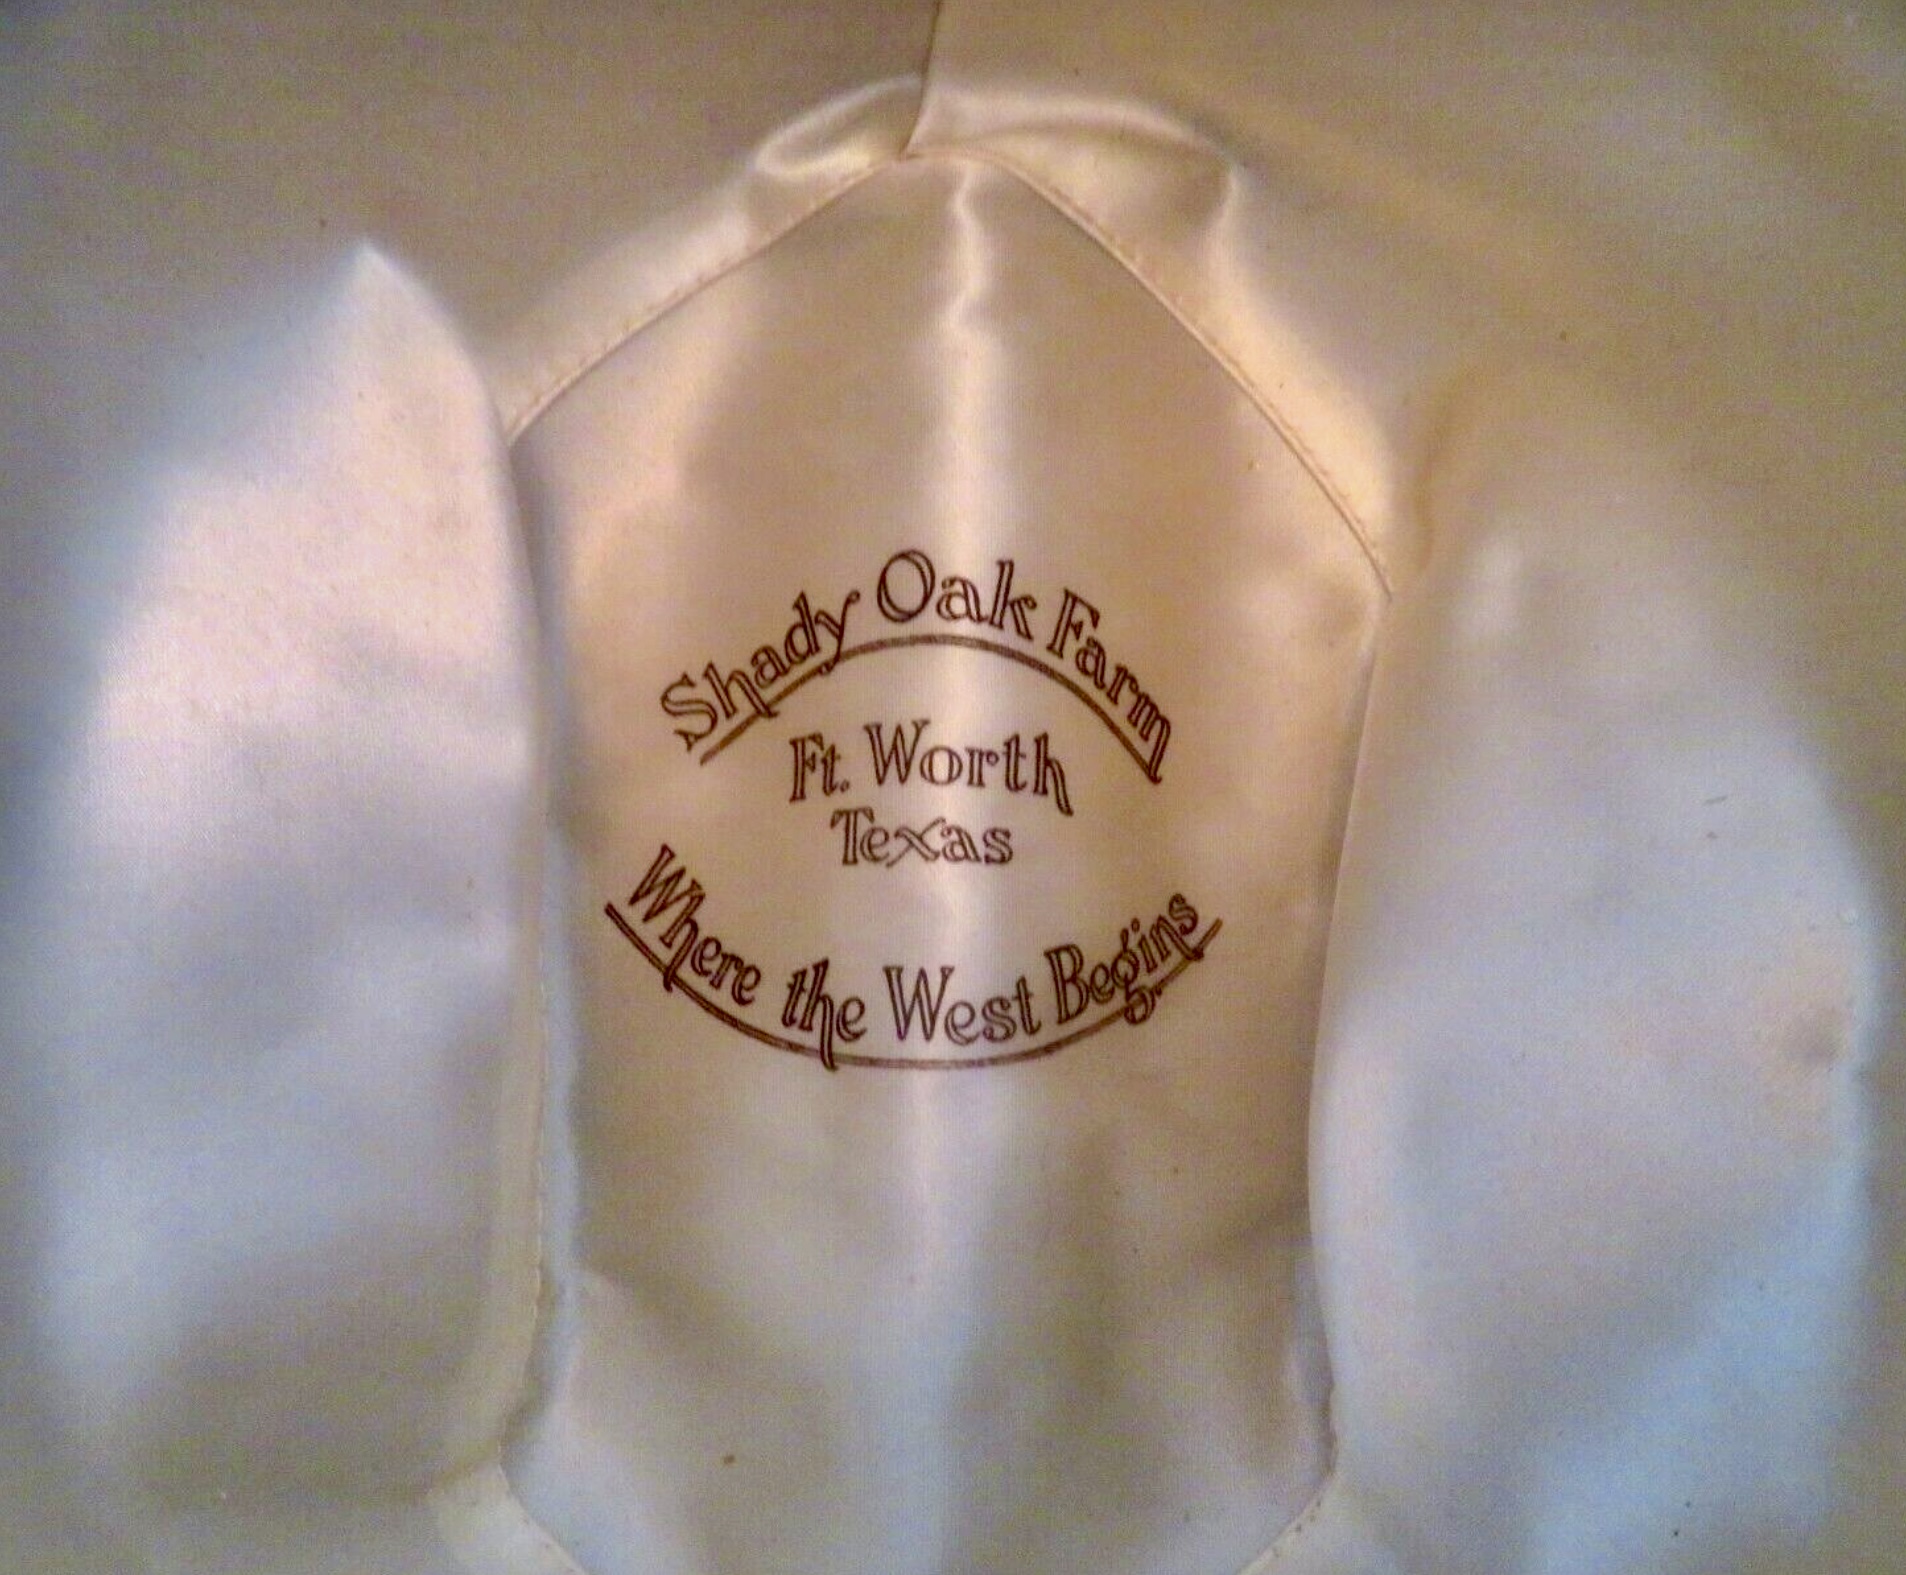 Shady Oak Farm
Ft. Worth
Texas
Where the West Begins